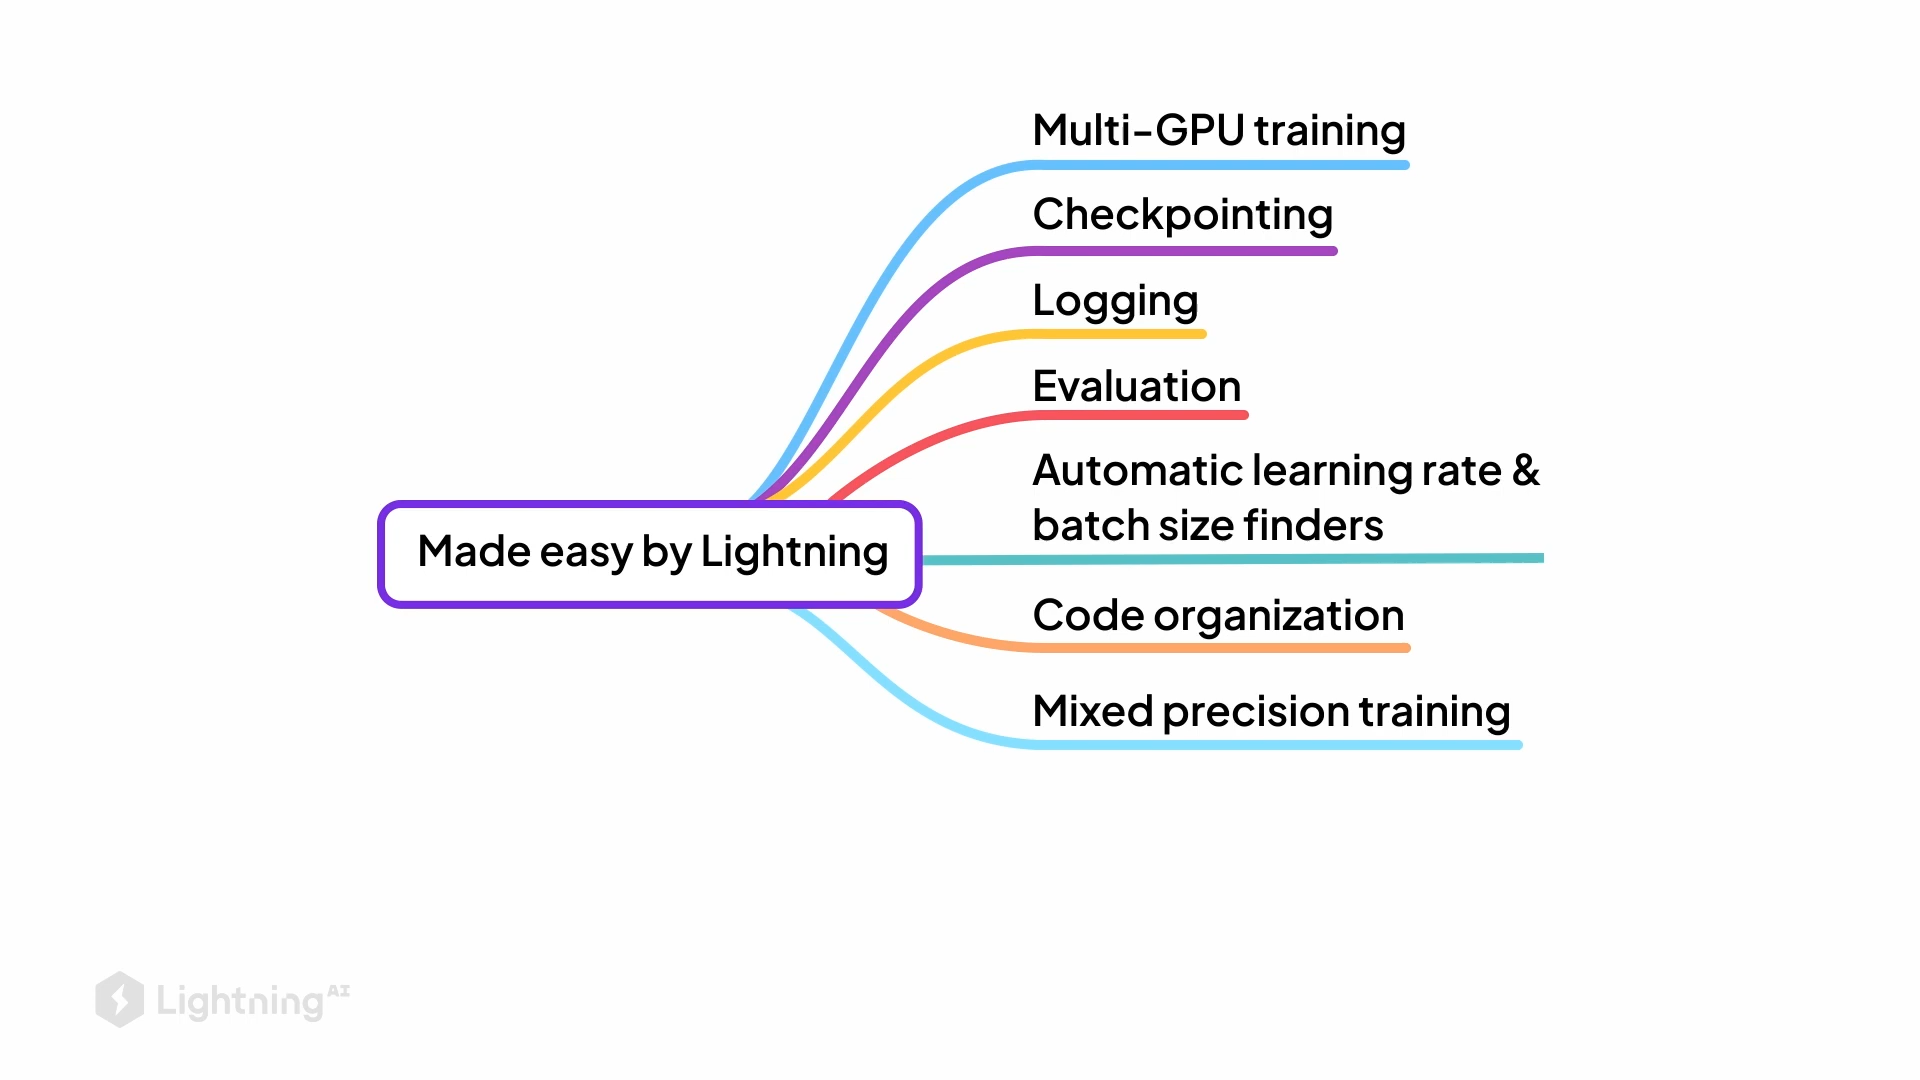 Multi-GPU training
Checkpointing
Logging
Evaluation
Automatic learning rate &
batch size finders
Made easy by Lightning
Code organization
Mixed precision training
Lightning AI